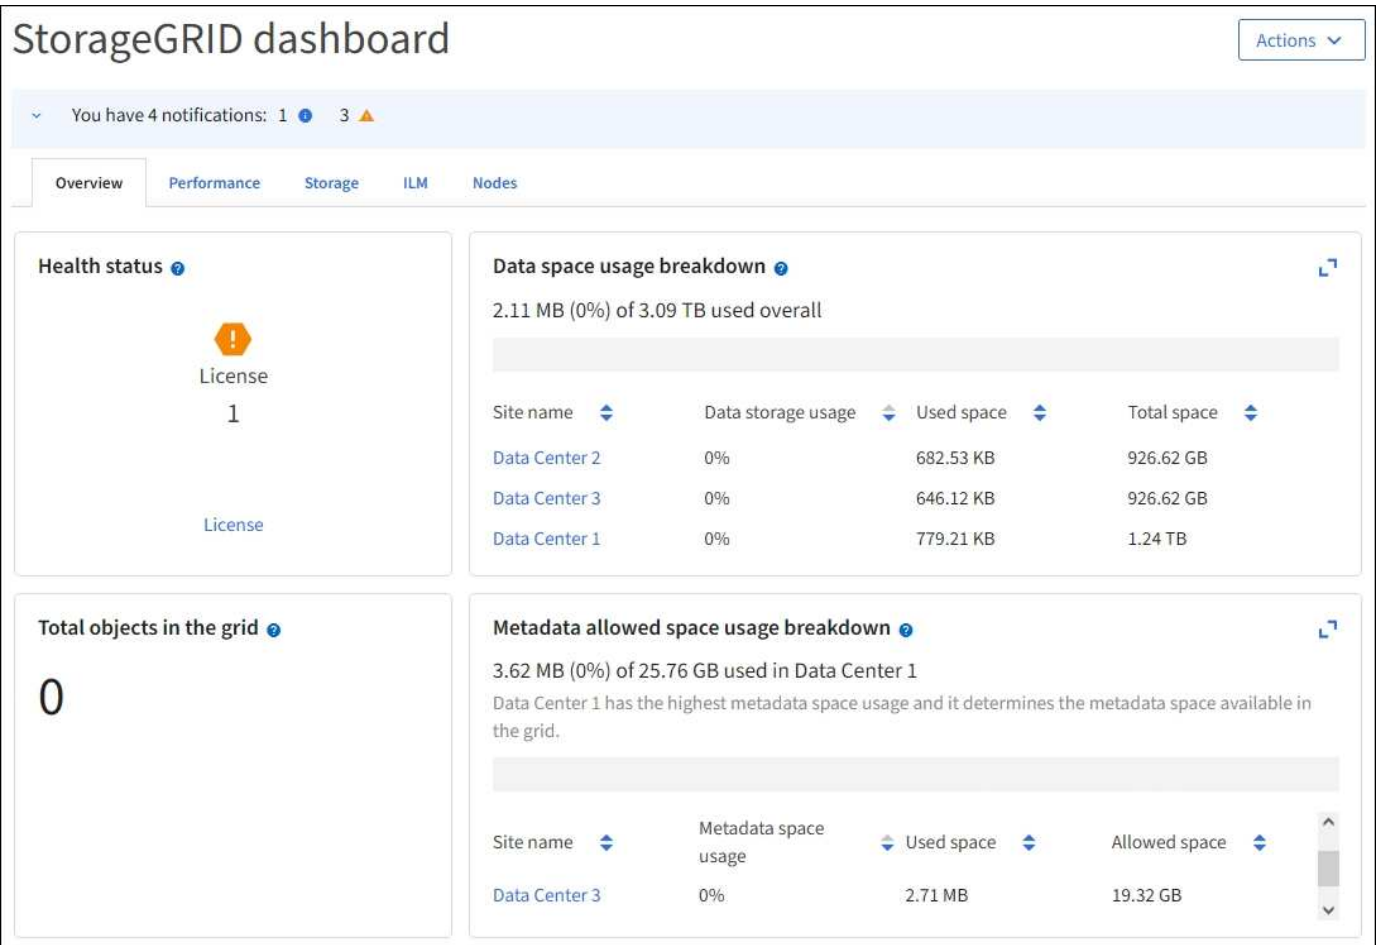 StorageGRID dashboard
Actions
You have 4 notifications: 1 3
Overview Performance Storage ILM Nodes
Health status
License
1
License
Data space usage breakdown
2.11 MB (0%) of 3.09 TB used overall
Site name Data storage usage Used space Total space
Data Center 2 0% 682.53 KB 926.62 GB
Data Center 3 0% 646.12 KB 926.62 GB
Data Center 1 0% 779.21 KB 1.24 TB
Total objects in the grid
0
Metadata allowed space usage breakdown
3.62 MB (0%) of 25.76 GB used in Data Center 1
Data Center 1 has the highest metadata space usage and it determines the metadata space available in
the grid.
Site name Metadata space usage Used space Allowed space
Data Center 3 0% 2.71 MB 19.32 GB